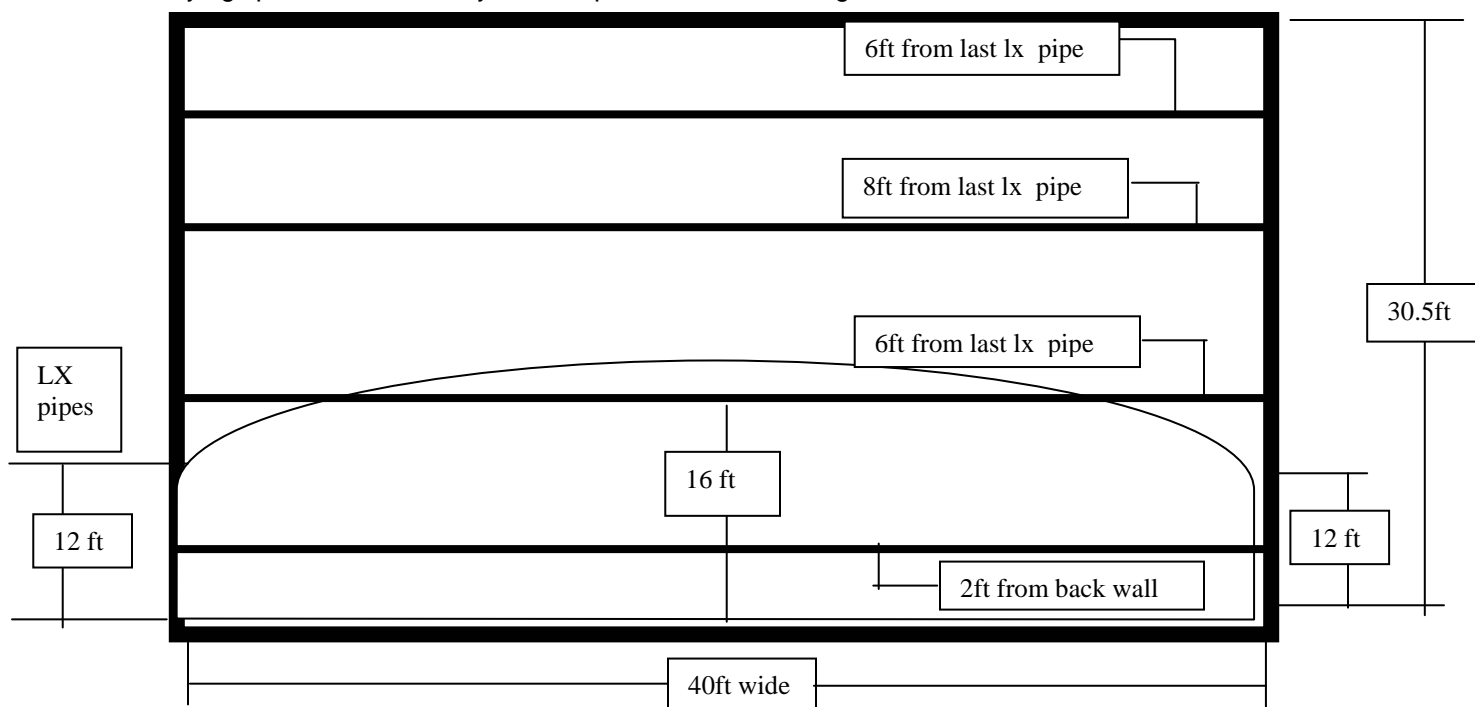 6ft from last lx pipe
8ft from last lx pipe
30.5ft
6ft from last lx pipe
LX
pipes
16 ft
12 ft
12 ft
2ft from back wall
40ft wide